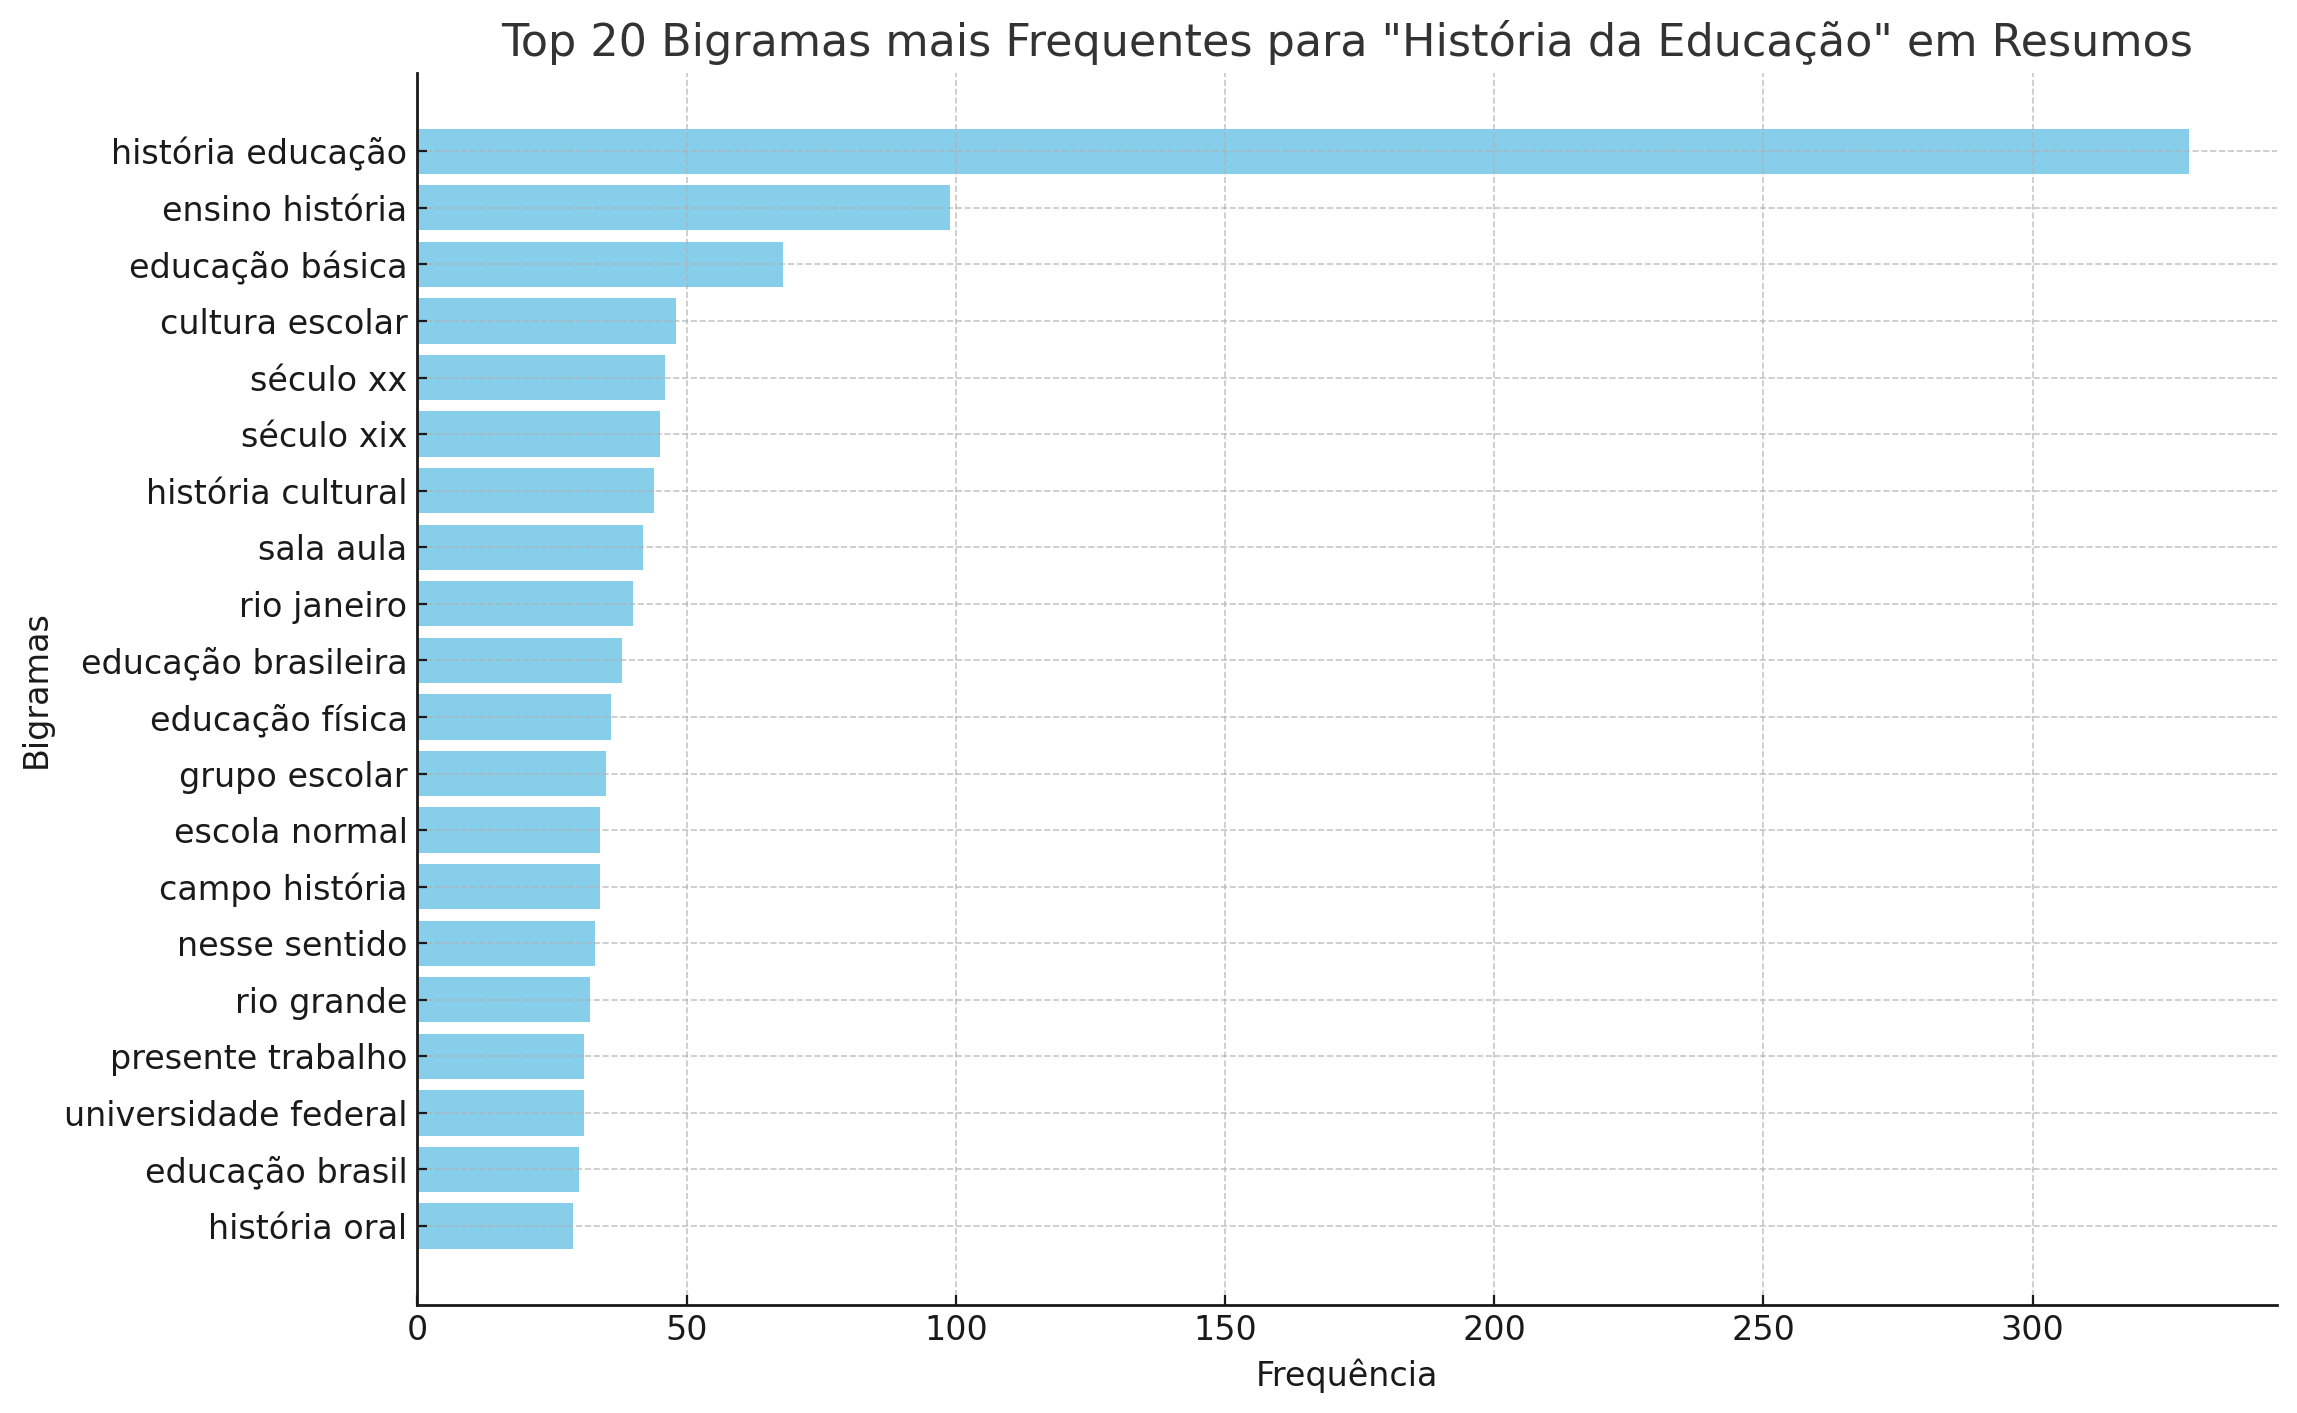 Top 20 Bigramas mais Frequentes para "História da Educação" em Resumos
história educação
ensino história
educação básica
cultura escolar
século xx
século xix
história cultural
sala aula
rio janeiro
educação brasileira
educação física
grupo escolar
escola normal
campo história
nesse sentido
rio grande
presente trabalho
universidade federal
educação brasil
história oral
Bigramas
0 50 100 150 200 250 300
Frequência